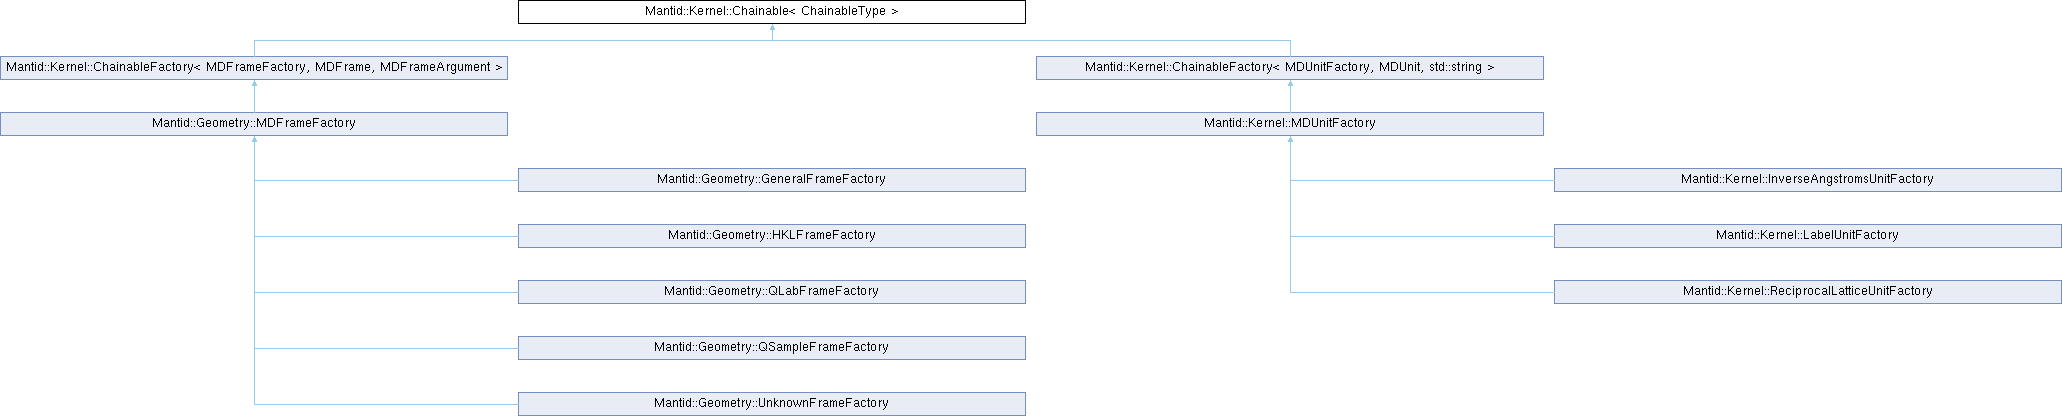 Mantid::Kernel::Chainable< ChainableType >
Mantid::Kernel::ChainableFactory< MDFrameFactory, MDFrame, MDFrameArgument >
Mantid::Kernel::ChainableFactory< MDUnitFactory, MDUnit, std::string >
Mantid::Geometry::MDFrameFactory
Mantid::Kernel::MDUnitFactory
Mantid::Geometry::GeneralFrameFactory
Mantid::Kernel::InverseAngstromsUnitFactory
Mantid::Geometry::HKLFrameFactory
Mantid::Kernel::LabelUnitFactory
Mantid::Geometry::QLabFrameFactory
Mantid::Kernel::ReciprocalLatticeUnitFactory
Mantid::Geometry::QSampleFrameFactory
Mantid::Geometry::UnknownFrameFactory